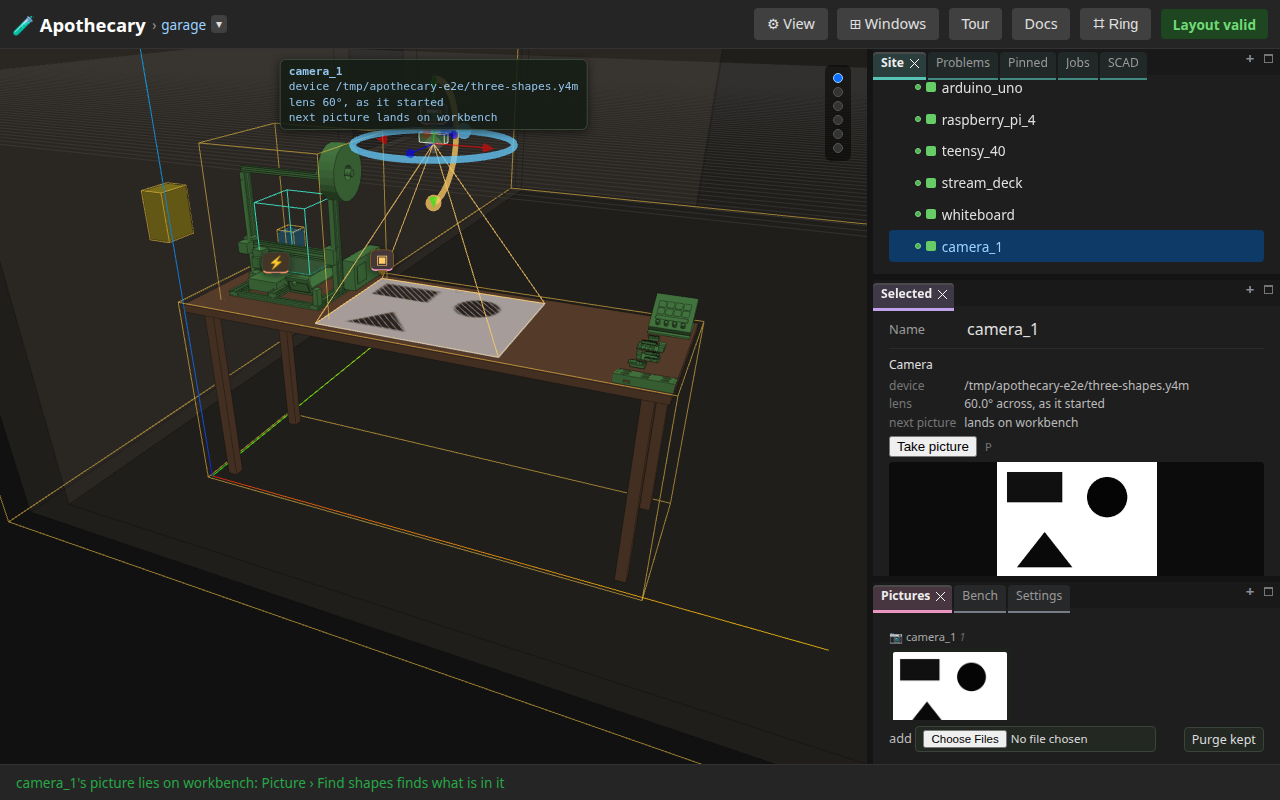 Apothecary › garage ▾
⚙ View
⊞ Windows
Tour
Docs
⌗ Ring
Layout valid
camera_1
device /tmp/apothecary-e2e/three-shapes.y4m
lens 60°, as it started
next picture lands on workbench
Site
Problems
Pinned
Jobs
SCAD
arduino_uno
raspberry_pi_4
teensy_40
stream_deck
whiteboard
camera_1
Selected
Name camera_1
Camera
device /tmp/apothecary-e2e/three-shapes.y4m
lens 60.0° across, as it started
next picture lands on workbench
Take picture P
Pictures
Bench
Settings
camera_1 1
add Choose Files No file chosen
Purge kept
camera_1's picture lies on workbench: Picture › Find shapes finds what is in it